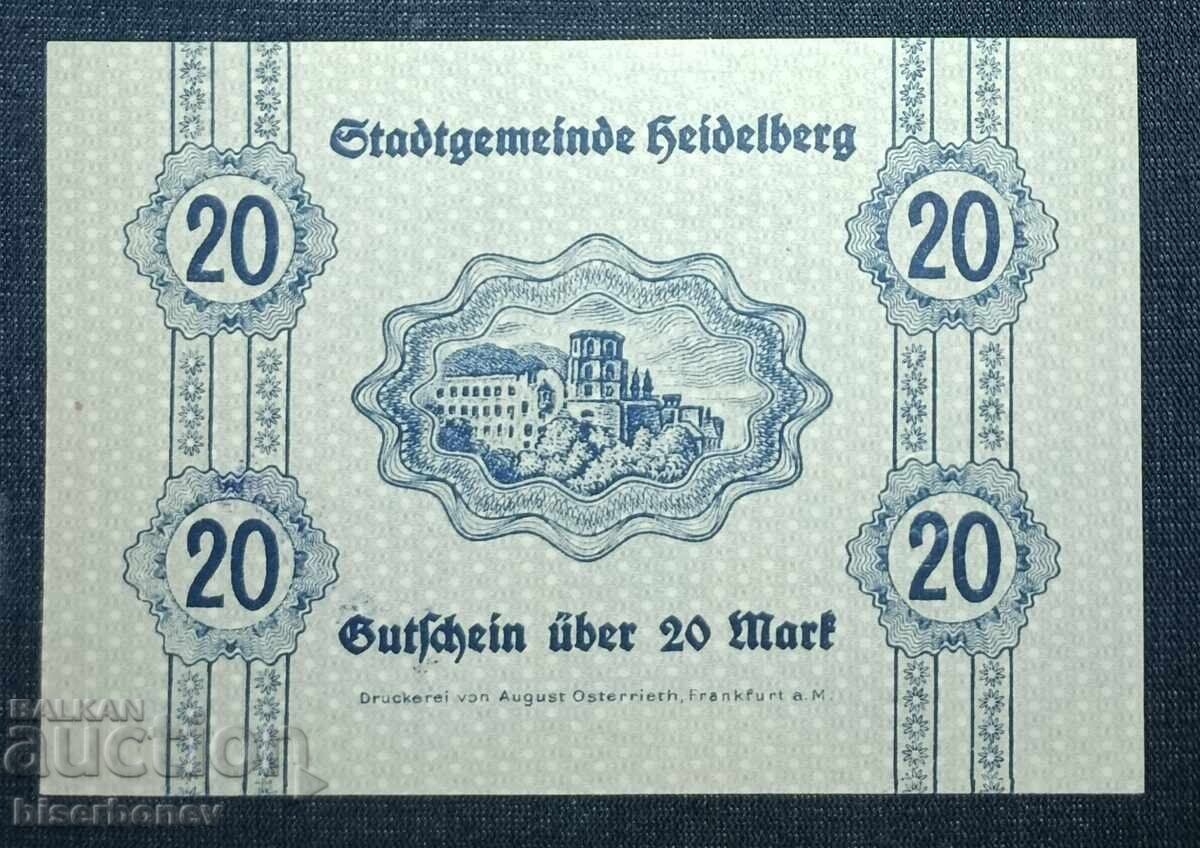 Stadtgemeinde Heidelberg
20 20
20 20
Gutschein über 20 Mark
Druckerei von August Osterrieth, Frankfurt a. M.
BALKAN
auction
biserbonev